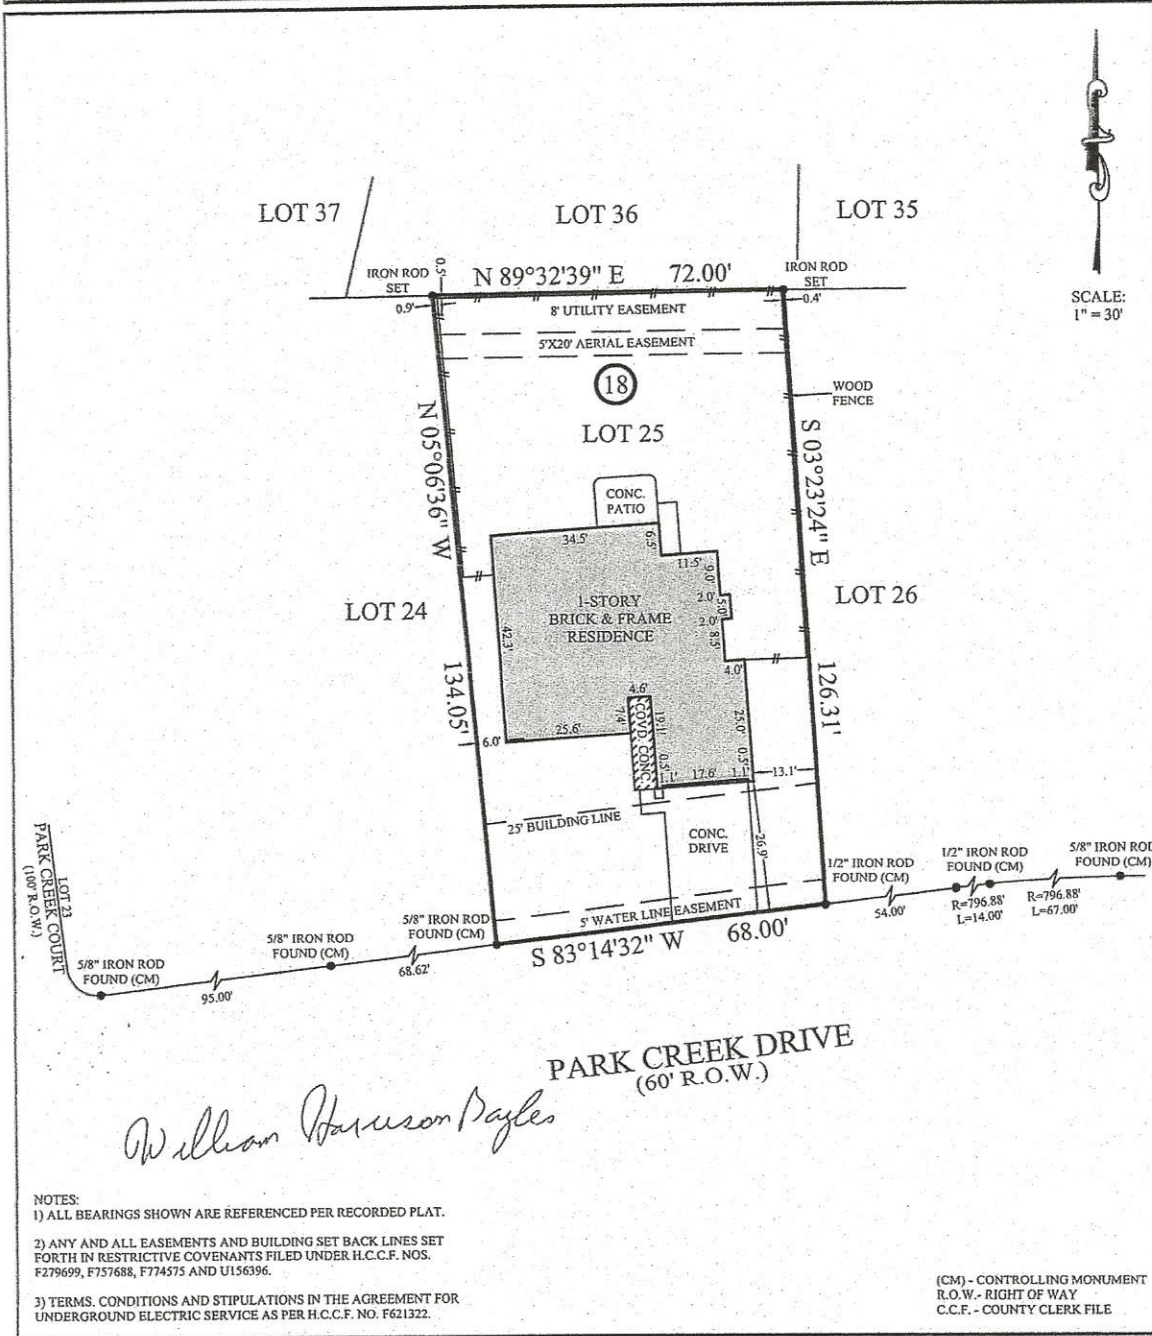 LOT 37
LOT 36
LOT 35
IRON ROD
SET
0.5'
N 89°32'39" E 72.00'
IRON ROD
SET
0.9'
0.4'
8' UTILITY EASEMENT
5'X20' AERIAL EASEMENT
SCALE:
1" = 30'
18
WOOD
FENCE
LOT 25
N 05°06'36" W
134.05'
S 03°23'24" E
126.31'
CONC.
PATIO
34.5'
6.5'
11.5'
9.0'
2.0'
5.0'
2.0'
8.5'
4.0'
1-STORY
BRICK & FRAME
RESIDENCE
42.3'
LOT 24
LOT 26
4.6'
7.4'
COVD. CONC.
19.1'
25.0'
25.6'
6.0'
0.5'
0.5'
1.1'
17.6'
1.1'
13.1'
25' BUILDING LINE
CONC.
DRIVE
26.9'
5' WATER LINE EASEMENT
1/2" IRON ROD
FOUND (CM)
1/2" IRON ROD
FOUND (CM)
5/8" IRON ROD
FOUND (CM)
54.00'
R=796.88'
L=14.00'
R=796.88'
L=67.00'
LOT 23
PARK CREEK COURT
(100' R.O.W.)
5/8" IRON ROD
FOUND (CM)
95.00'
5/8" IRON ROD
FOUND (CM)
68.62'
5/8" IRON ROD
FOUND (CM)
S 83°14'32" W 68.00'
PARK CREEK DRIVE
(60' R.O.W.)
William Harrison Bayles
NOTES:
1) ALL BEARINGS SHOWN ARE REFERENCED PER RECORDED PLAT.
2) ANY AND ALL EASEMENTS AND BUILDING SET BACK LINES SET
FORTH IN RESTRICTIVE COVENANTS FILED UNDER H.C.C.F. NOS.
F279699, F757688, F774575 AND U156396.
3) TERMS. CONDITIONS AND STIPULATIONS IN THE AGREEMENT FOR
UNDERGROUND ELECTRIC SERVICE AS PER H.C.C.F. NO. F621322.
(CM) - CONTROLLING MONUMENT
R.O.W.- RIGHT OF WAY
C.C.F. - COUNTY CLERK FILE